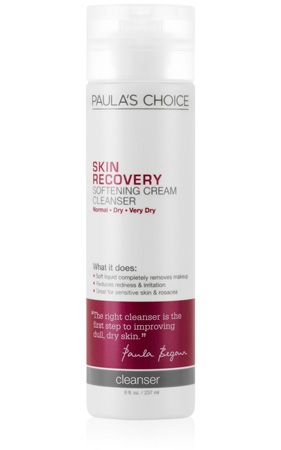 PAULA'S CHOICE
SKIN
RECOVERY
SOFTENING CREAM
CLEANSER
Normal • Dry • Very Dry
What it does:
• Soft liquid completely removes makeup
• Reduces redness & irritation
• Great for sensitive skin & rosacea
"The right cleanser is the
first step to improving
dull, dry skin."
Paula Begoun
cleanser
8 fl. oz. / 237 ml